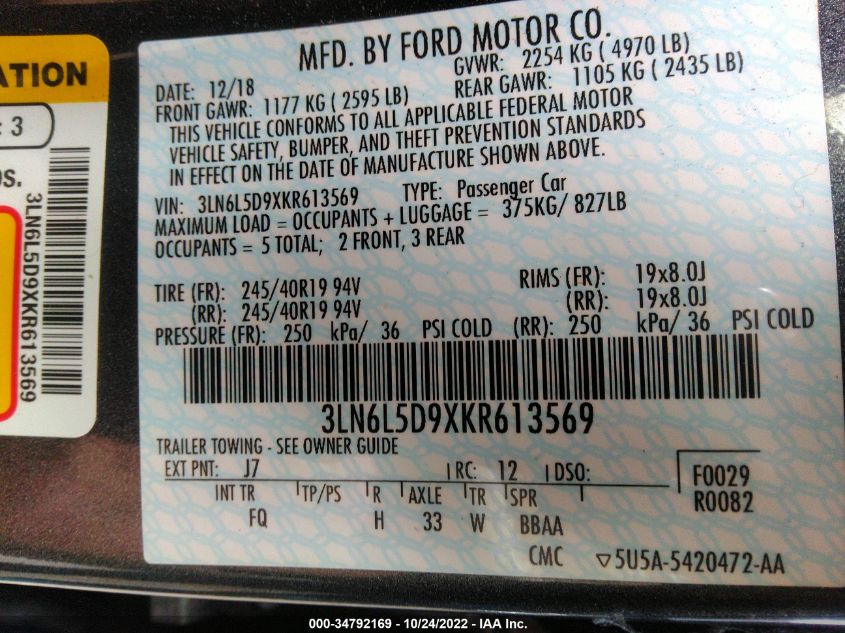 MFD. BY FORD MOTOR CO.
DATE: 12/18
GVWR: 2254 KG ( 4970 LB)
FRONT GAWR: 1177 KG ( 2595 LB)
REAR GAWR: 1105 KG ( 2435 LB)
THIS VEHICLE CONFORMS TO ALL APPLICABLE FEDERAL MOTOR
VEHICLE SAFETY, BUMPER, AND THEFT PREVENTION STANDARDS
IN EFFECT ON THE DATE OF MANUFACTURE SHOWN ABOVE.
VIN: 3LN6L5D9XKR613569 TYPE: Passenger Car
MAXIMUM LOAD = OCCUPANTS + LUGGAGE = 375KG/ 827LB
OCCUPANTS = 5 TOTAL; 2 FRONT, 3 REAR
TIRE (FR): 245/40R19 94V RIMS (FR): 19x8.0J
(RR): 245/40R19 94V (RR): 19x8.0J
PRESSURE (FR): 250 kPa/ 36 PSI COLD (RR): 250 kPa/ 36 PSI COLD
3LN6L5D9XKR613569
TRAILER TOWING - SEE OWNER GUIDE
EXT PNT: J7 RC: 12 DSO:
F0029
R0082
INT TR TP/PS R AXLE TR SPR
FQ H 33 W BBAA
CMC 5U5A-5420472-AA
ATION
: 3
os.
3LN6L5D9XKR613569
000-34792169 - 10/24/2022 - IAA Inc.